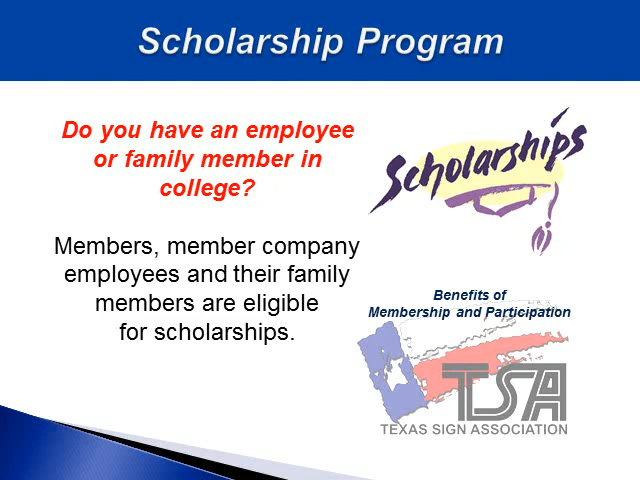 Scholarship Program
Do you have an employee
or family member in
college?
Members, member company
employees and their family
members are eligible
for scholarships.
Scholarships
Benefits of
Membership and Participation
TSA
TEXAS SIGN ASSOCIATION